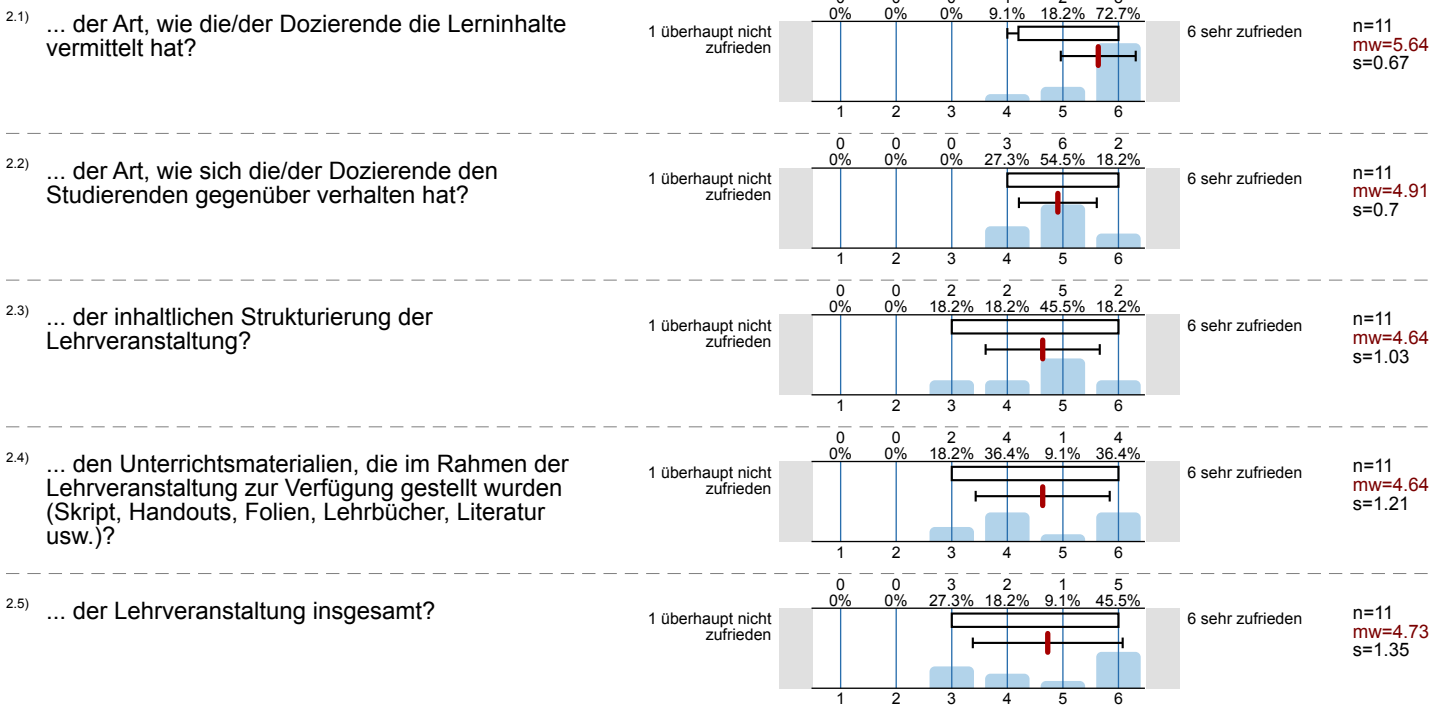 0 0 0 1 2 8
0% 0% 0% 9.1% 18.2% 72.7%
2.1) ... der Art, wie die/der Dozierende die Lerninhalte
vermittelt hat?
1 überhaupt nicht
zufrieden
6 sehr zufrieden
n=11
mw=5.64
s=0.67
1 2 3 4 5 6
0 0 0 3 6 2
0% 0% 0% 27.3% 54.5% 18.2%
2.2) ... der Art, wie sich die/der Dozierende den
Studierenden gegenüber verhalten hat?
1 überhaupt nicht
zufrieden
6 sehr zufrieden
n=11
mw=4.91
s=0.7
1 2 3 4 5 6
0 0 2 2 5 2
0% 0% 18.2% 18.2% 45.5% 18.2%
2.3) ... der inhaltlichen Strukturierung der
Lehrveranstaltung?
1 überhaupt nicht
zufrieden
6 sehr zufrieden
n=11
mw=4.64
s=1.03
1 2 3 4 5 6
0 0 2 4 1 4
0% 0% 18.2% 36.4% 9.1% 36.4%
2.4) ... den Unterrichtsmaterialien, die im Rahmen der
Lehrveranstaltung zur Verfügung gestellt wurden
(Skript, Handouts, Folien, Lehrbücher, Literatur
usw.)?
1 überhaupt nicht
zufrieden
6 sehr zufrieden
n=11
mw=4.64
s=1.21
1 2 3 4 5 6
0 0 3 2 1 5
0% 0% 27.3% 18.2% 9.1% 45.5%
2.5) ... der Lehrveranstaltung insgesamt?
1 überhaupt nicht
zufrieden
6 sehr zufrieden
n=11
mw=4.73
s=1.35
1 2 3 4 5 6